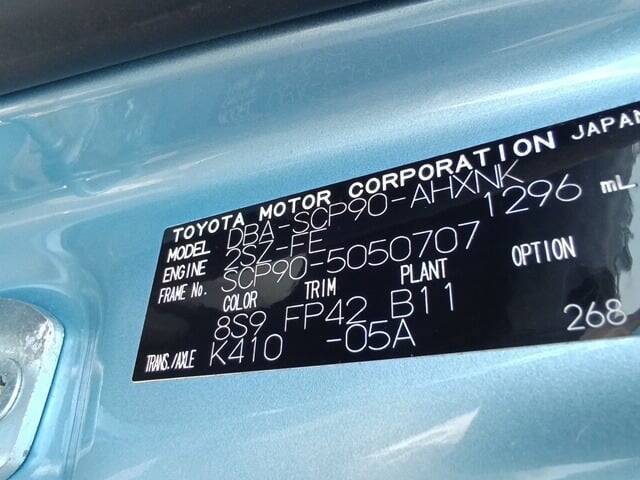 TOYOTA MOTOR CORPORATION JAPAN
MODEL DBA-SCP90-AHXNK
ENGINE 2SZ-FE 1296 mL
FRAME No. SCP90-5050707
COLOR TRIM PLANT OPTION
8S9 FP42 B11
TRANS./AXLE K410 -05A 268